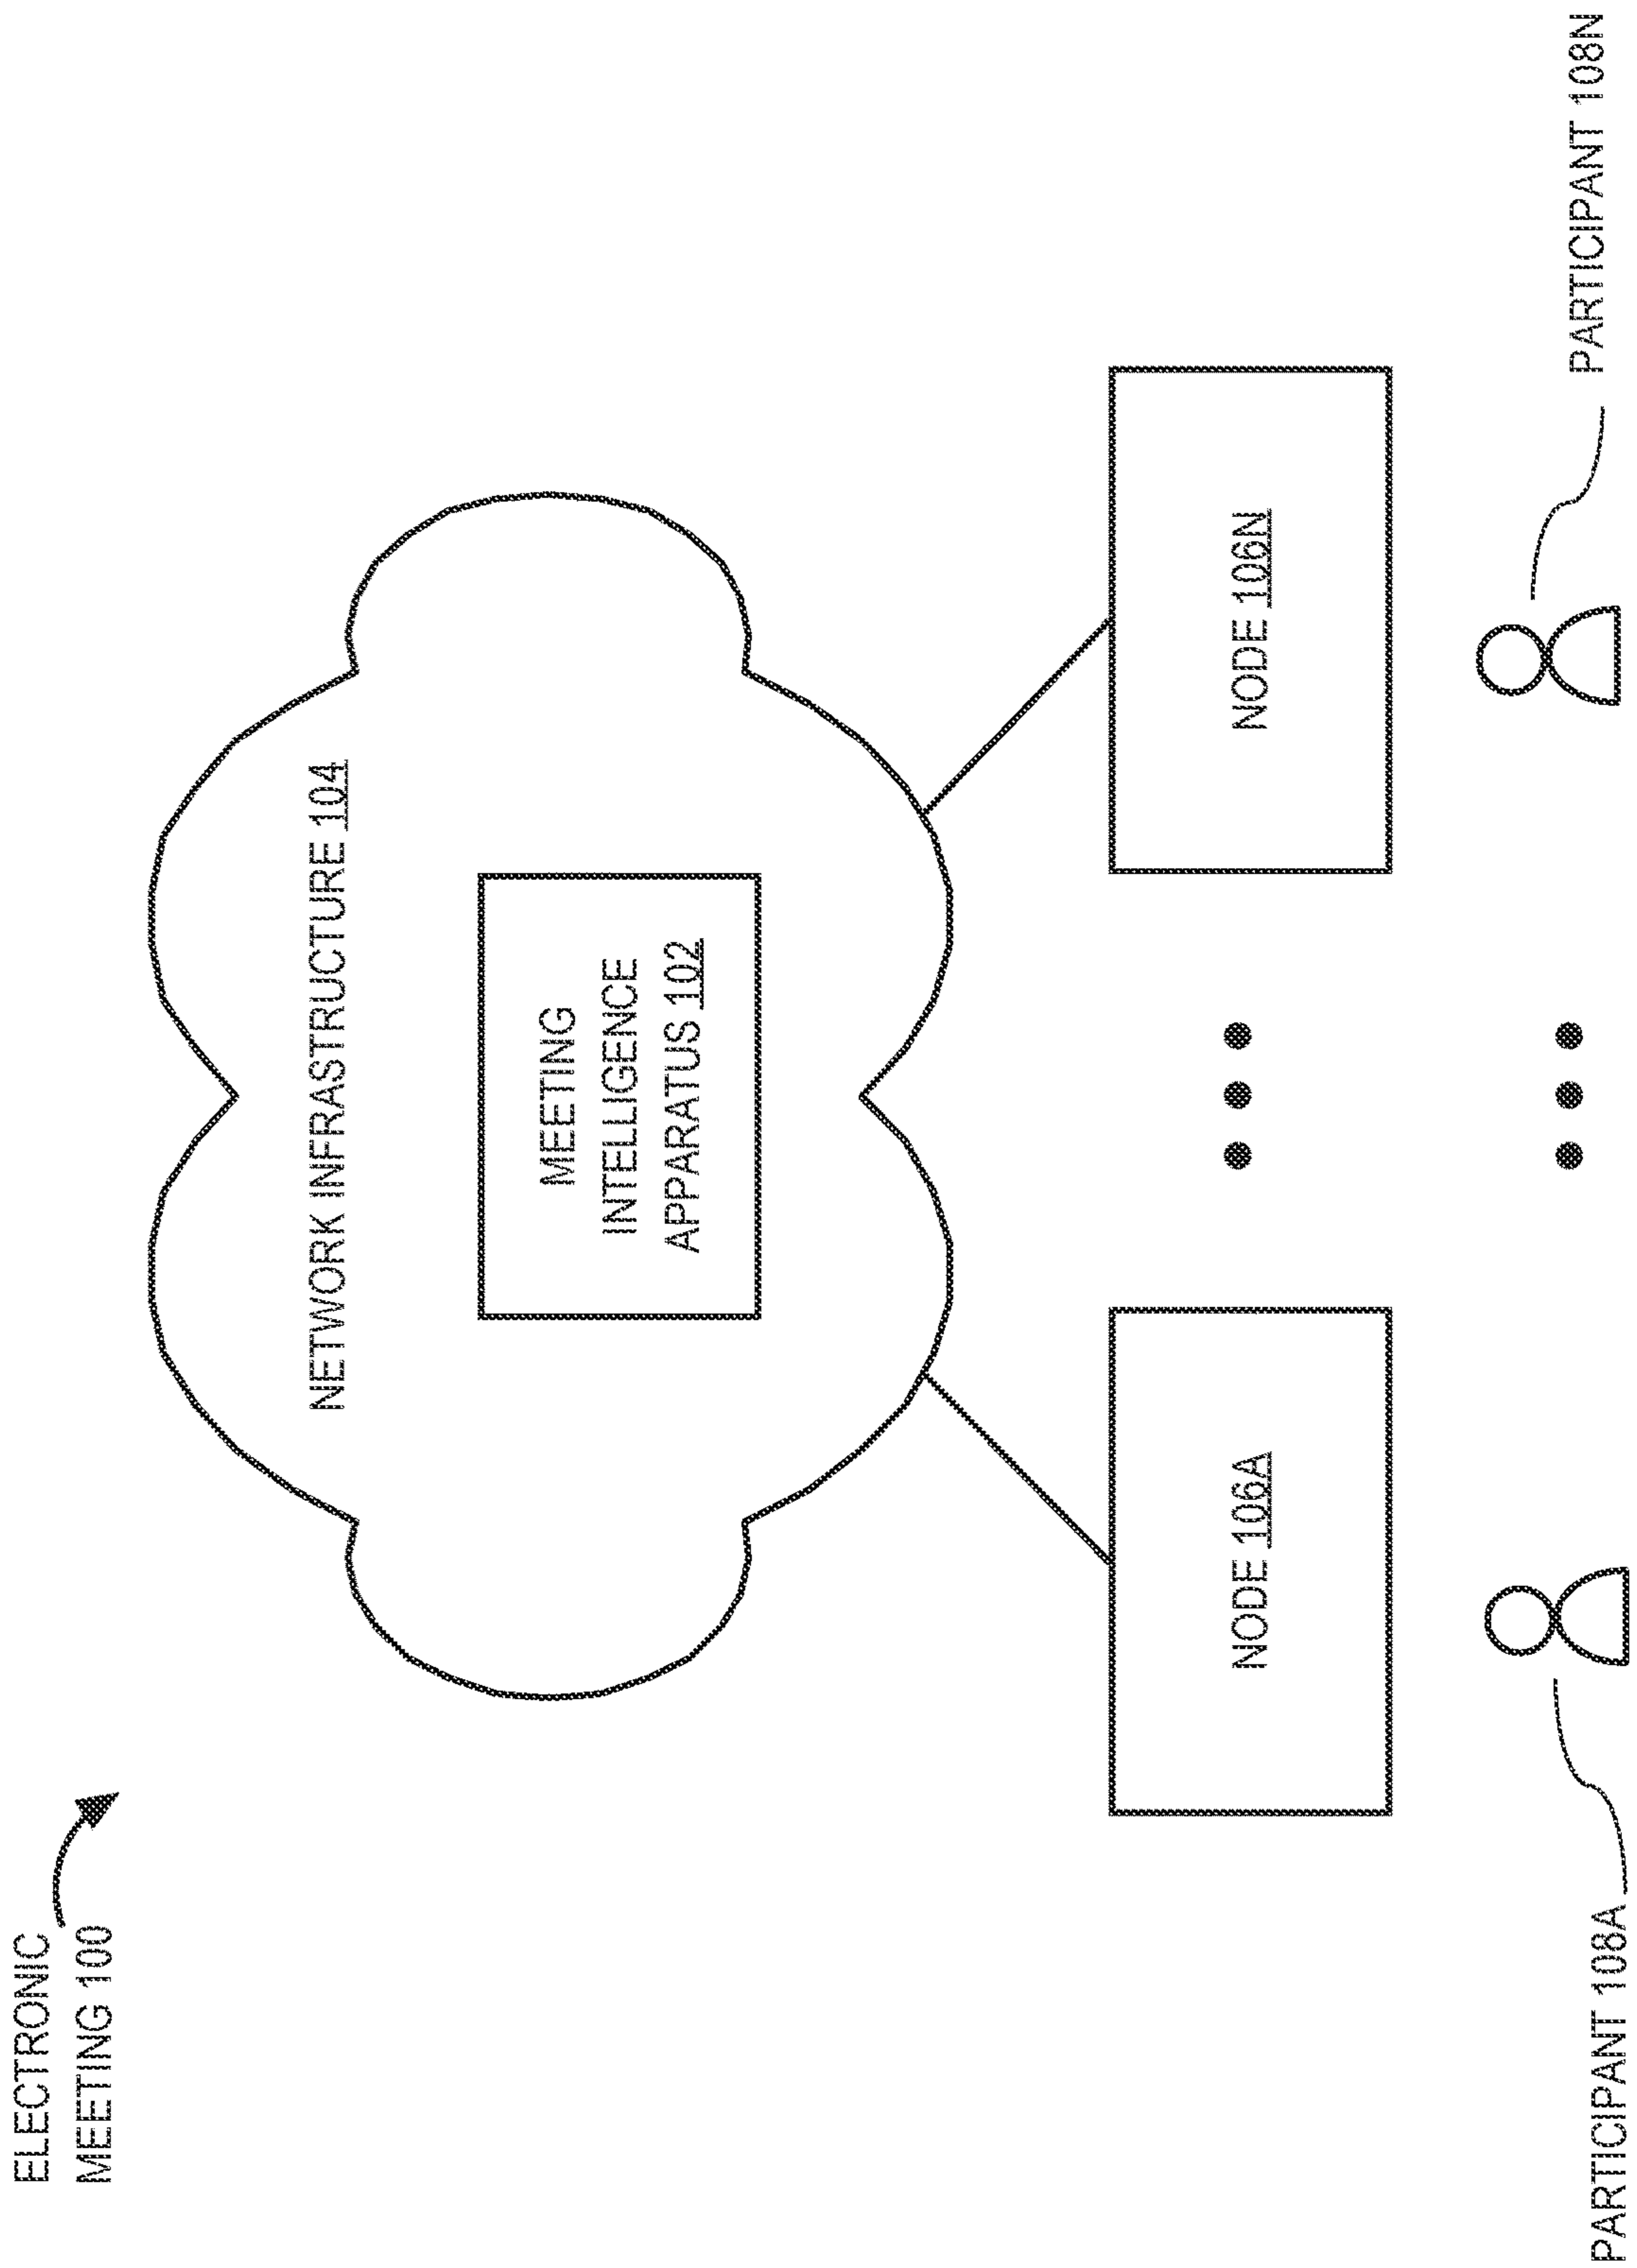 ELECTRONIC
MEETING 100
NETWORK INFRASTRUCTURE 104
MEETING
INTELLIGENCE
APPARATUS 102
NODE 106A
NODE 106N
PARTICIPANT 108A
PARTICIPANT 108N